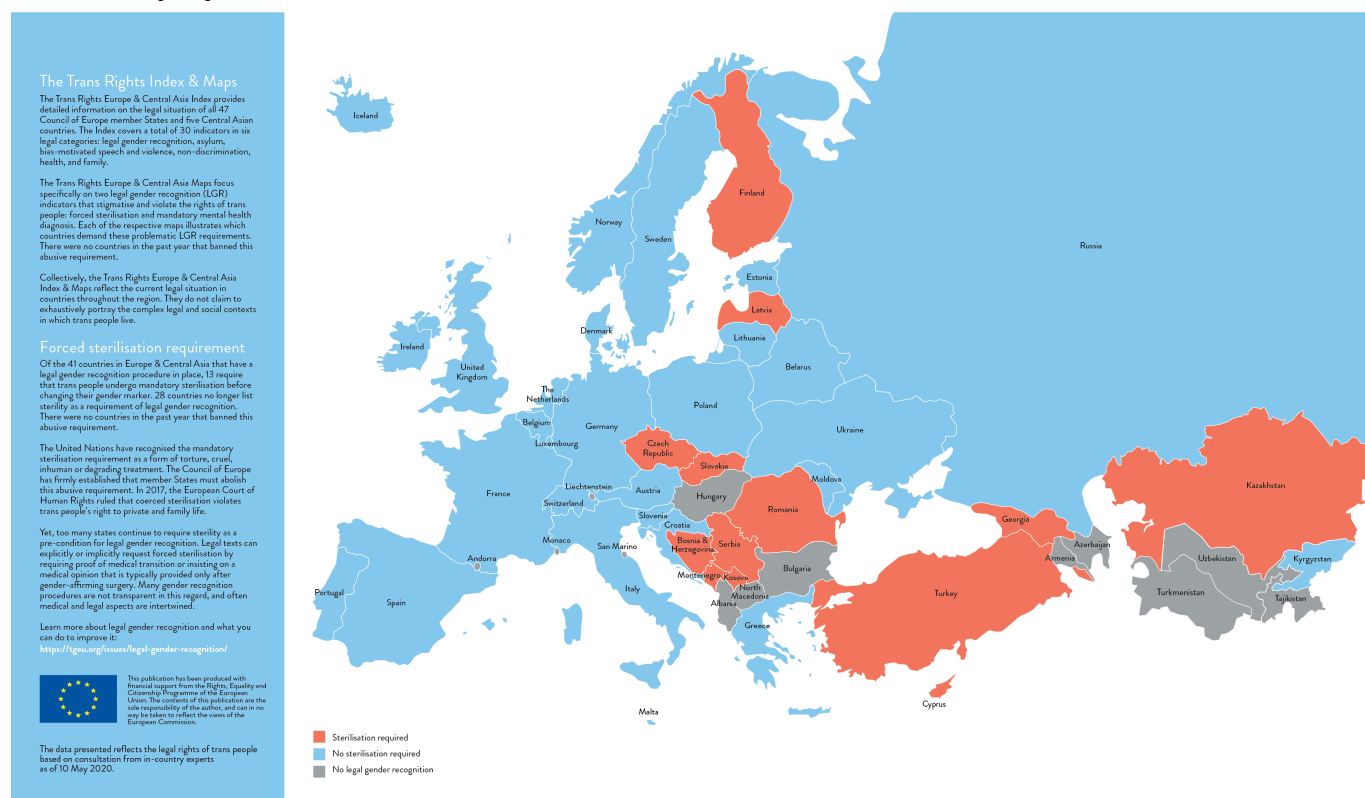 The Trans Rights Index & Maps
The Trans Rights Europe & Central Asia Index provides
detailed information on the legal situation of all 47
Council of Europe member States and five Central Asian
countries. The Index covers a total of 30 indicators in six
legal categories: legal gender recognition, asylum,
bias-motivated speech and violence, non-discrimination,
health, and family.
The Trans Rights Europe & Central Asia Maps focus
specifically on two legal gender recognition (LGR)
indicators that stigmatise and violate the rights of trans
people: forced sterilisation and mandatory mental health
diagnosis. Each of the respective maps illustrates which
countries demand these problematic LGR requirements.
There were no countries in the past year that banned this
abusive requirement.
Collectively, the Trans Rights Europe & Central Asia
Index & Maps reflect the current legal situation in
countries throughout the region. They do not claim to
exhaustively portray the complex legal and social contexts
in which trans people live.
Forced sterilisation requirement
Of the 41 countries in Europe & Central Asia that have a
legal gender recognition procedure in place, 13 require
that trans people undergo mandatory sterilisation before
changing their gender marker. 28 countries no longer list
sterility as a requirement of legal gender recognition.
There were no countries in the past year that banned this
abusive requirement.
The United Nations have recognised the mandatory
sterilisation requirement as a form of torture, cruel,
inhuman or degrading treatment. The Council of Europe
has firmly established that member States must abolish
this abusive requirement. In 2017, the European Court of
Human Rights ruled that coerced sterilisation violates
trans people's right to private and family life.
Yet, too many states continue to require sterility as a
pre-condition for legal gender recognition. Legal texts can
explicitly or implicitly request forced sterilisation by
requiring proof of medical transition or insisting on a
medical opinion that is typically provided only after
gender-affirming surgery. Many gender recognition
procedures are not transparent in this regard, and often
medical and legal aspects are intertwined.
Learn more about legal gender recognition and what you
can do to improve it:
https://tgeu.org/issues/legal-gender-recognition/
This publication has been produced with
financial support from the Rights, Equality and
Citizenship Programme of the European
Union. The contents of this publication are the
sole responsibility of the author, and can in no
way be taken to reflect the views of the
European Commission.
The data presented reflects the legal rights of trans people
based on consultation from in-country experts
as of 10 May 2020.
Iceland
Finland
Norway
Sweden
Russia
Estonia
Latvia
Denmark
Lithuania
Ireland
United
Kingdom
Belarus
The
Netherlands
Poland
Belgium
Germany
Ukraine
Luxembourg
Czech
Republic
Slovakia
Moldova
Kazakhstan
Liechtenstein
Austria
France
Hungary
Switzerland
Romania
Slovenia
Georgia
Croatia
Monaco
San Marino
Bosnia &
Herzegovina
Serbia
Azerbaijan
Andorra
Armenia
Uzbekistan
Kyrgyzstan
Bulgaria
Montenegro
Kosovo
Italy
North
Macedonia
Portugal
Turkey
Turkmenistan
Tajikistan
Spain
Albania
Greece
Cyprus
Malta
Sterilisation required
No sterilisation required
No legal gender recognition